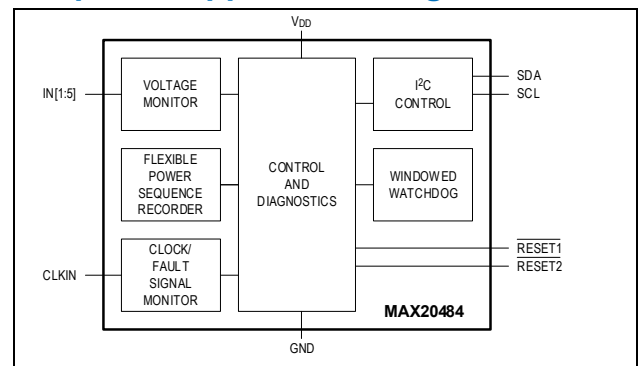 VDD
IN[1:5]
VOLTAGE
MONITOR
I²C
CONTROL
SDA
SCL
FLEXIBLE
POWER
SEQUENCE
RECORDER
CONTROL
AND
DIAGNOSTICS
WINDOWED
WATCHDOG
CLKIN
CLOCK/
FAULT
SIGNAL
MONITOR
RESET1
RESET2
MAX20484
GND